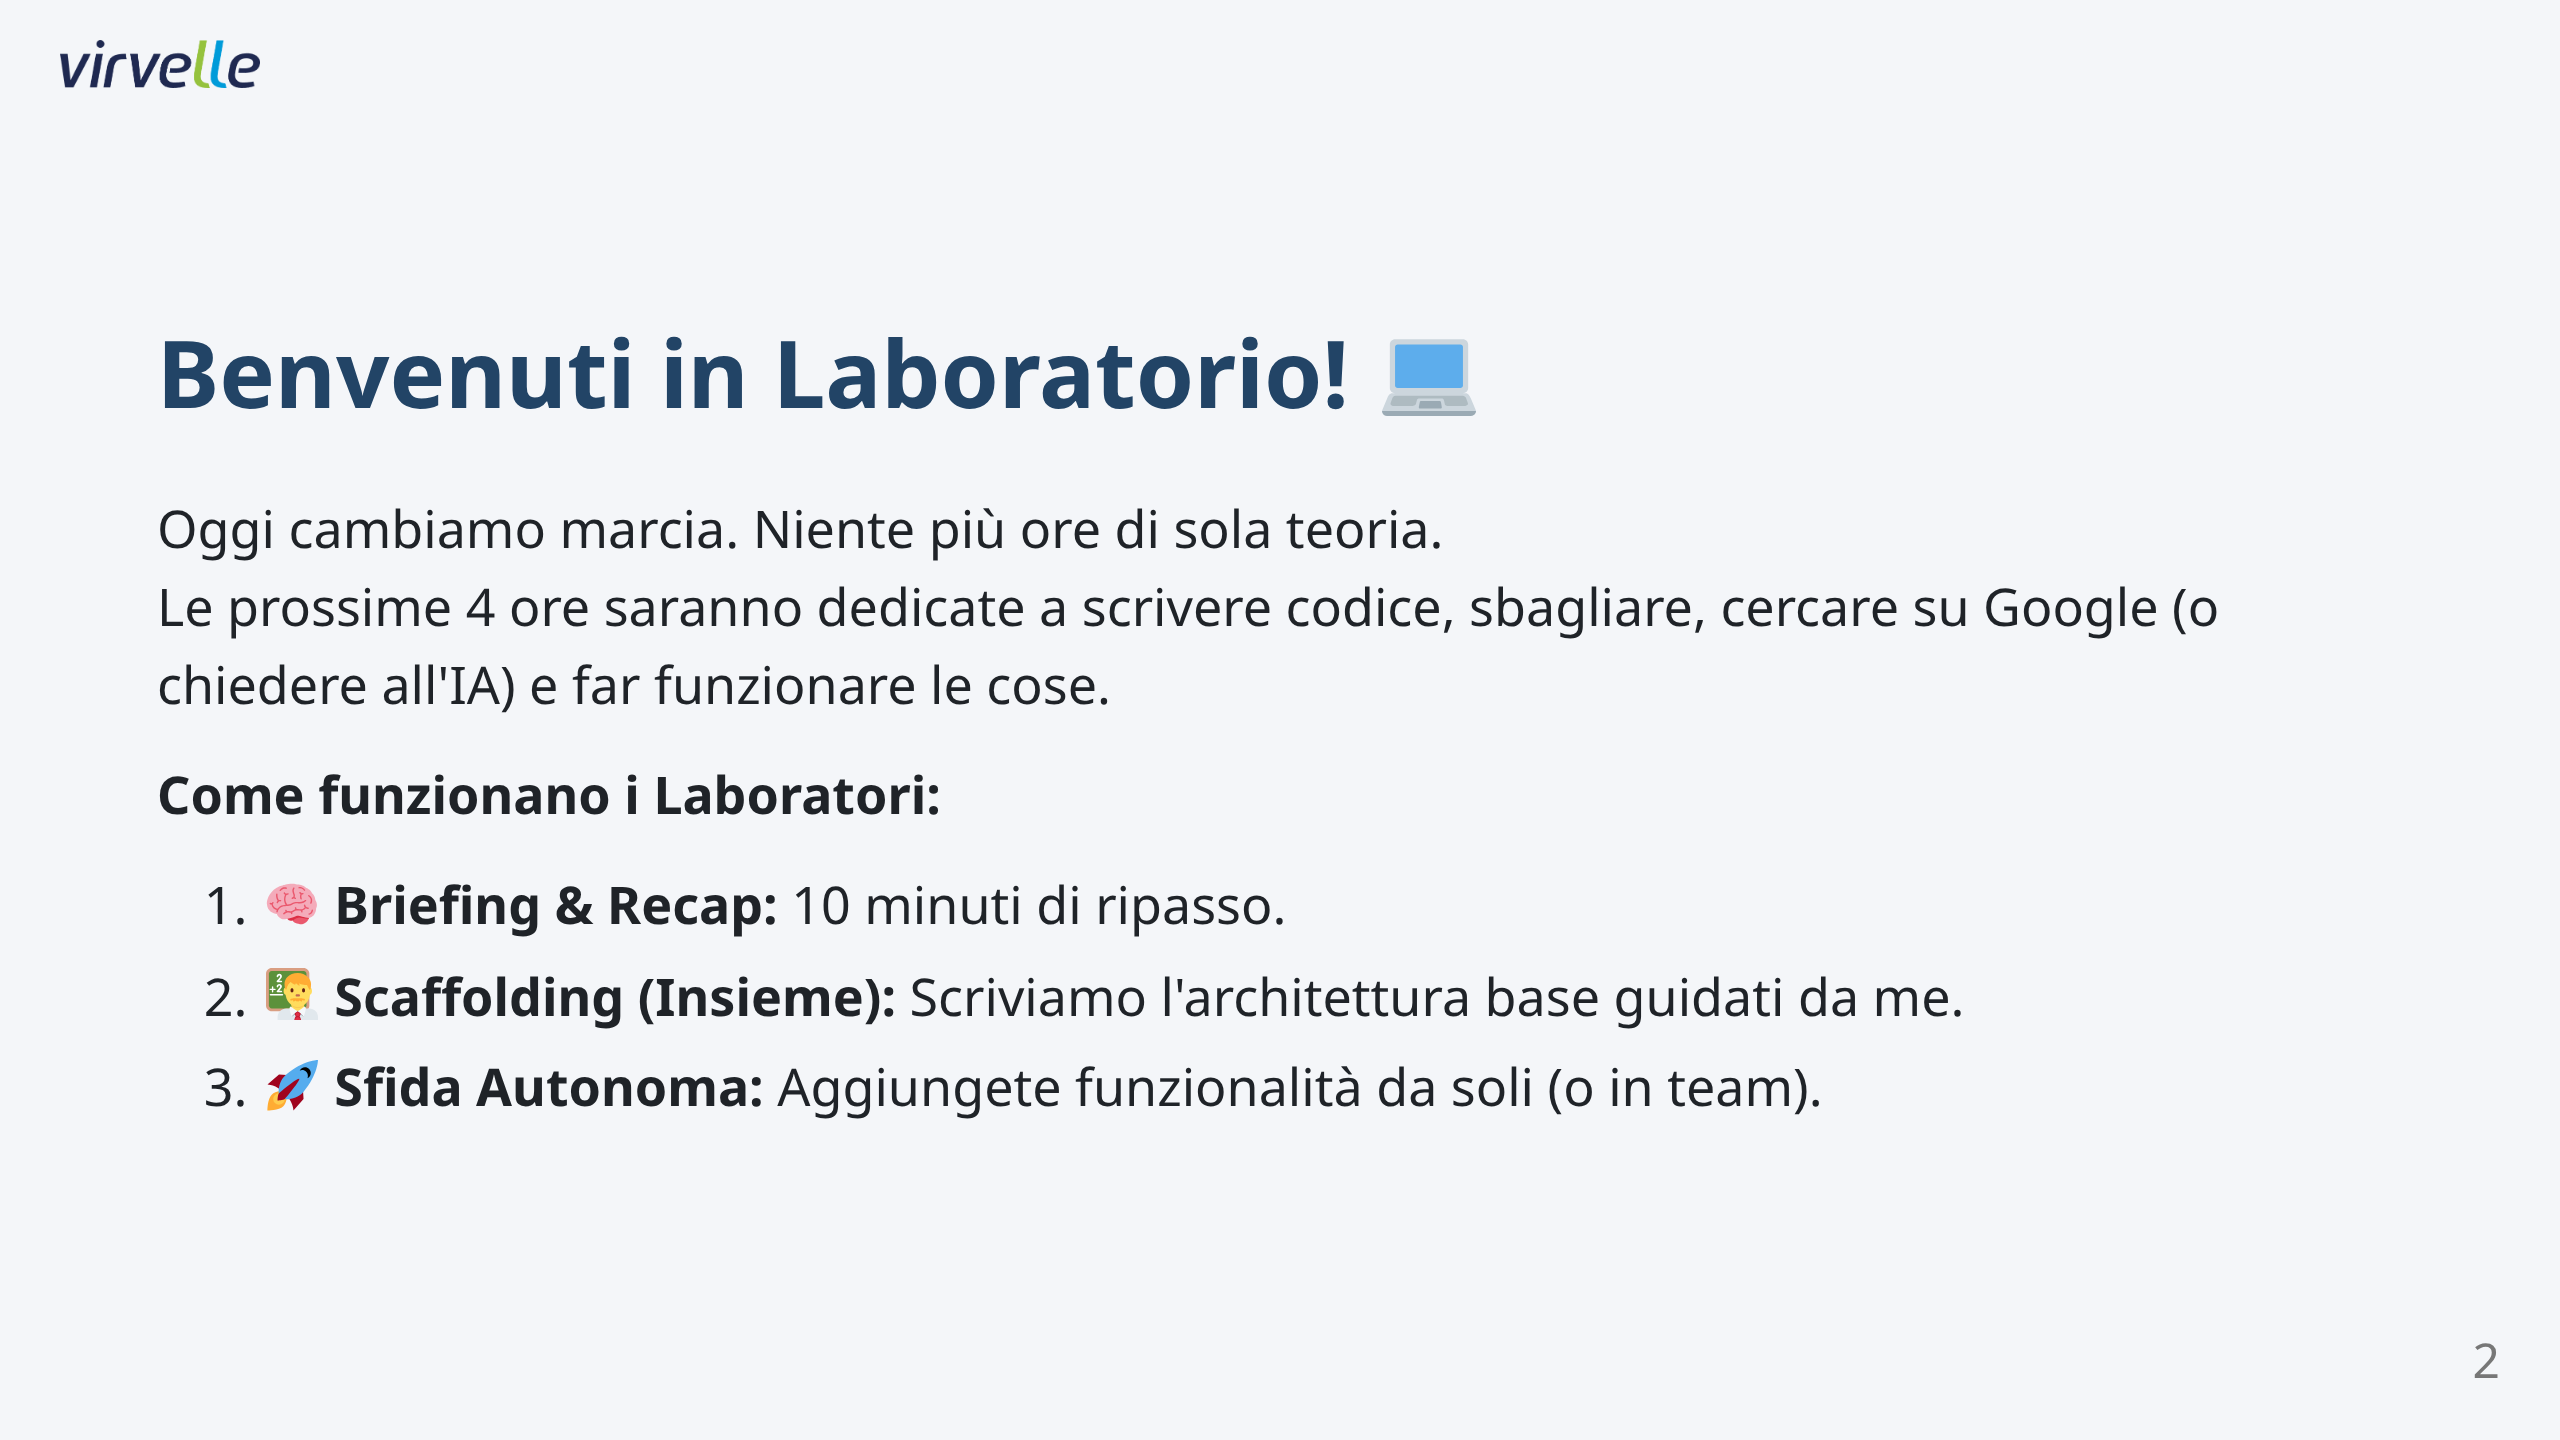 virvelle
Benvenuti in Laboratorio! 💻
Oggi cambiamo marcia. Niente più ore di sola teoria.
Le prossime 4 ore saranno dedicate a scrivere codice, sbagliare, cercare su Google (o
chiedere all'IA) e far funzionare le cose.
Come funzionano i Laboratori:
1. 🧠 Briefing & Recap: 10 minuti di ripasso.
2. 👨‍🏫 Scaffolding (Insieme): Scriviamo l'architettura base guidati da me.
3. 🚀 Sfida Autonoma: Aggiungete funzionalità da soli (o in team).
2